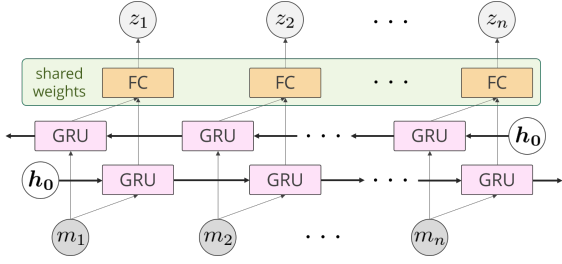 z₁ z₂ ⋯ zₙ
shared
weights
FC FC ⋯ FC
GRU GRU ⋯ GRU h₀
h₀ GRU GRU ⋯ GRU
m₁ m₂ ⋯ mₙ